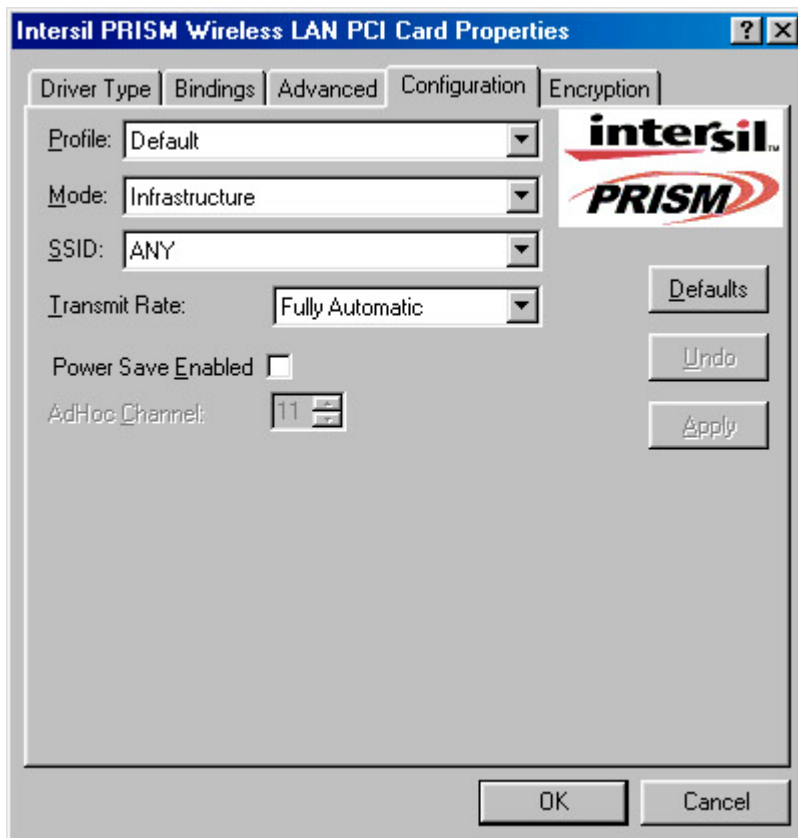 Intersil PRISM Wireless LAN PCI Card Properties
Driver Type Bindings Advanced Configuration Encryption
Profile: Default
intersil™
PRISM
Mode: Infrastructure
SSID: ANY
Transmit Rate: Fully Automatic
Defaults
Power Save Enabled
Undo
AdHoc Channel: 11
Apply
OK Cancel